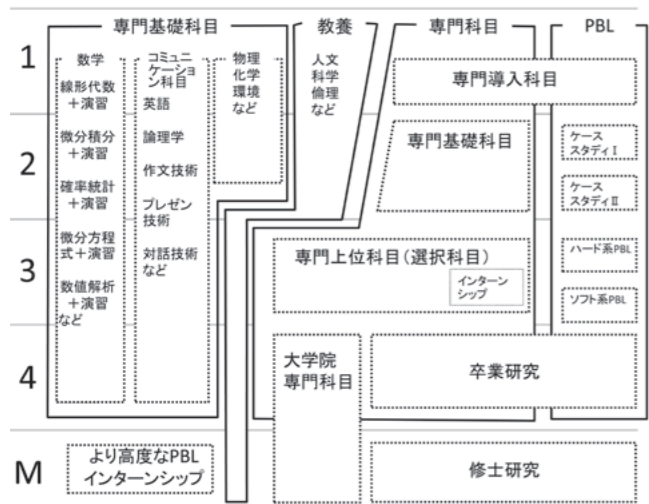 専門基礎科目
教養
専門科目
PBL
1
数学
線形代数
＋演習
微分積分
＋演習
確率統計
＋演習
微分方程
式＋演習
数値解析
＋演習
など
コミュニ
ケーショ
ン科目
英語
論理学
作文技術
プレゼン
技術
対話技術
など
物理
化学
環境
など
人文
科学
倫理
など
専門導入科目
2
専門基礎科目
ケース
スタディⅠ
ケース
スタディⅡ
3
専門上位科目（選択科目）
インターン
シップ
ハード系PBL
ソフト系PBL
4
大学院
専門科目
卒業研究
M
より高度なPBL
インターンシップ
修士研究